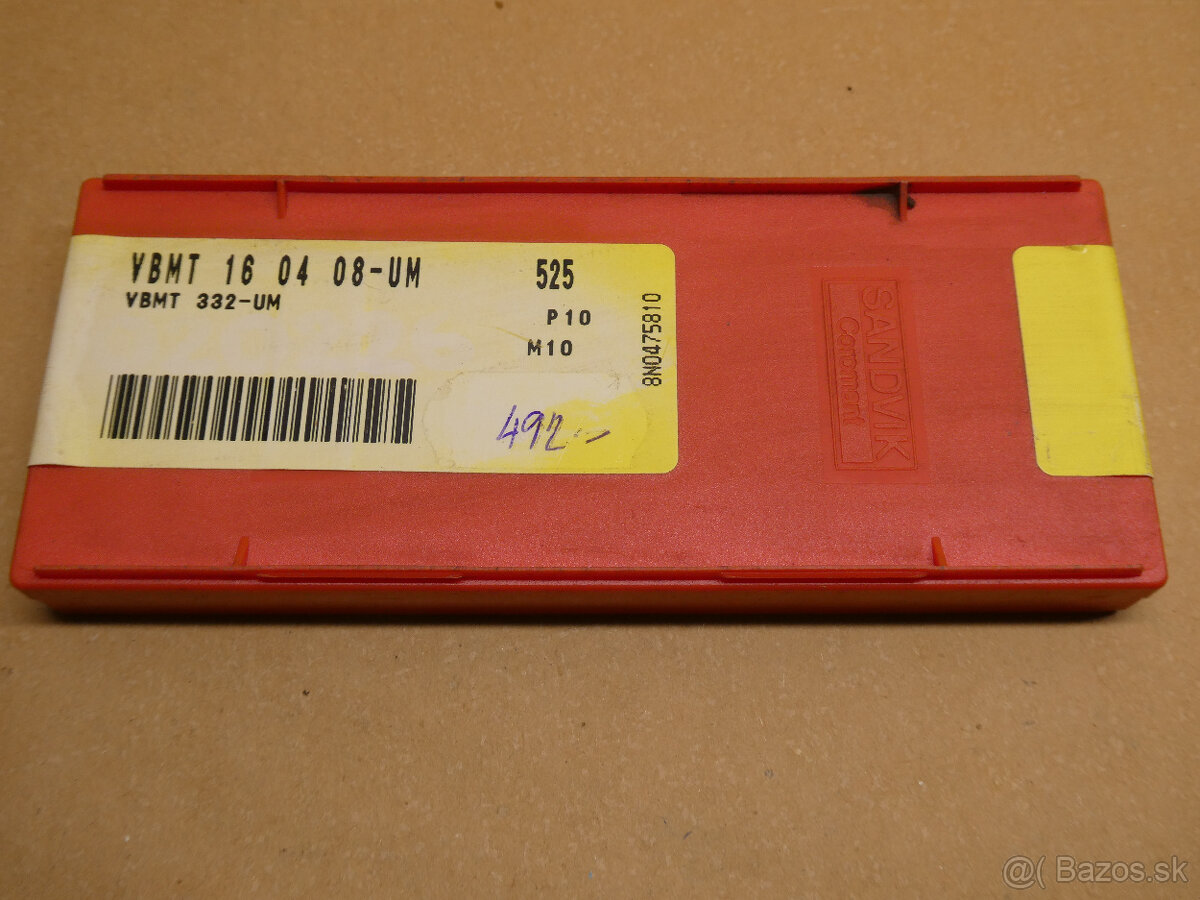 VBMT 16 04 08-UM 525
VBMT 332-UM
P10
M10
8N0475810
492,-
SANDVIK
Coromant
@( Bazos.sk